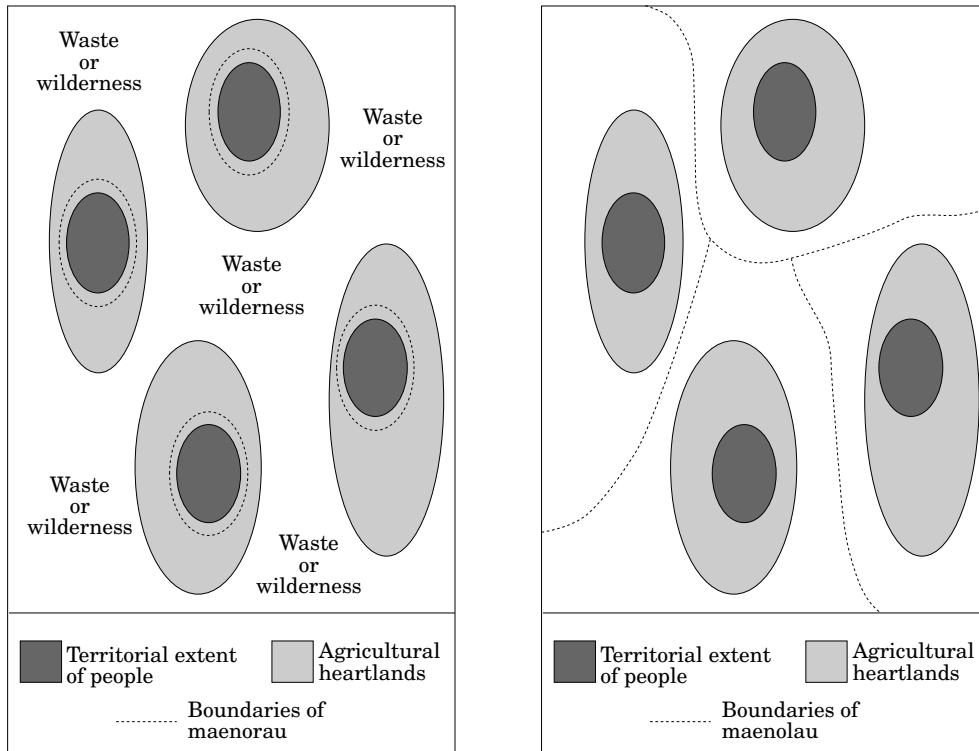 Waste
or
wilderness
Waste
or
wilderness
Waste
or
wilderness
Waste
or
wilderness
Waste
or
wilderness
Territorial extent
of people
Agricultural
heartlands
Boundaries of
maenorau
Territorial extent
of people
Agricultural
heartlands
Boundaries of
maenolau